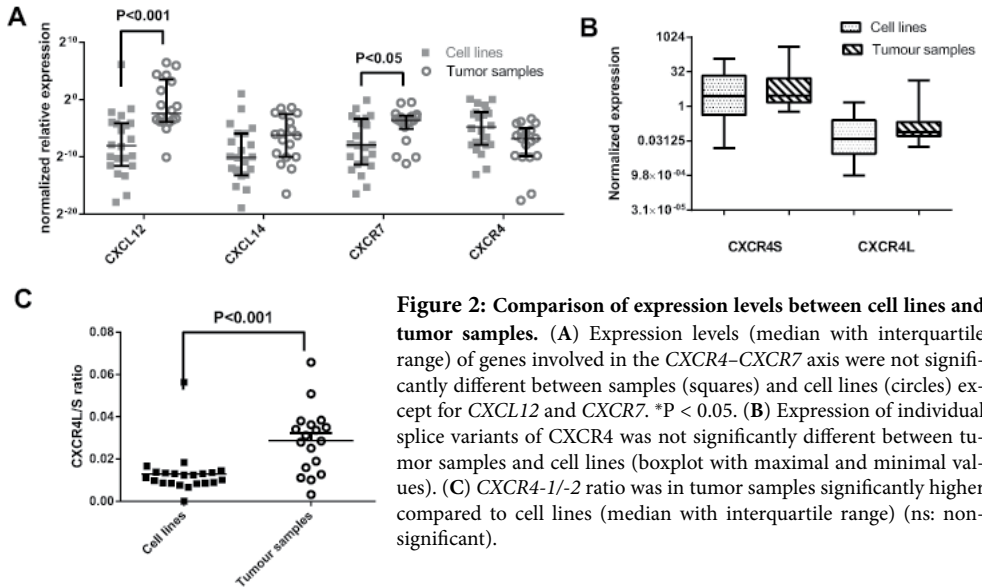 A
P<0.001
normalized relative expression
2^10
2^0
2^-10
2^-20
Cell lines
Tumor samples
P<0.05
CXCL12
CXCL14
CXCR7
CXCR4
B
Normalized expression
1024
32
1
0.03125
9.8×10^-04
3.1×10^-05
Cell lines
Tumour samples
CXCR4S
CXCR4L
C
P<0.001
CXCR4L/S ratio
0.08
0.06
0.04
0.02
0.00
Cell lines
Tumour samples
Figure 2: Comparison of expression levels between cell lines and
tumor samples. (A) Expression levels (median with interquartile
range) of genes involved in the CXCR4–CXCR7 axis were not signifi-
cantly different between samples (squares) and cell lines (circles) ex-
cept for CXCL12 and CXCR7. *P < 0.05. (B) Expression of individual
splice variants of CXCR4 was not significantly different between tu-
mor samples and cell lines (boxplot with maximal and minimal val-
ues). (C) CXCR4-1/-2 ratio was in tumor samples significantly higher
compared to cell lines (median with interquartile range) (ns: non-
significant).